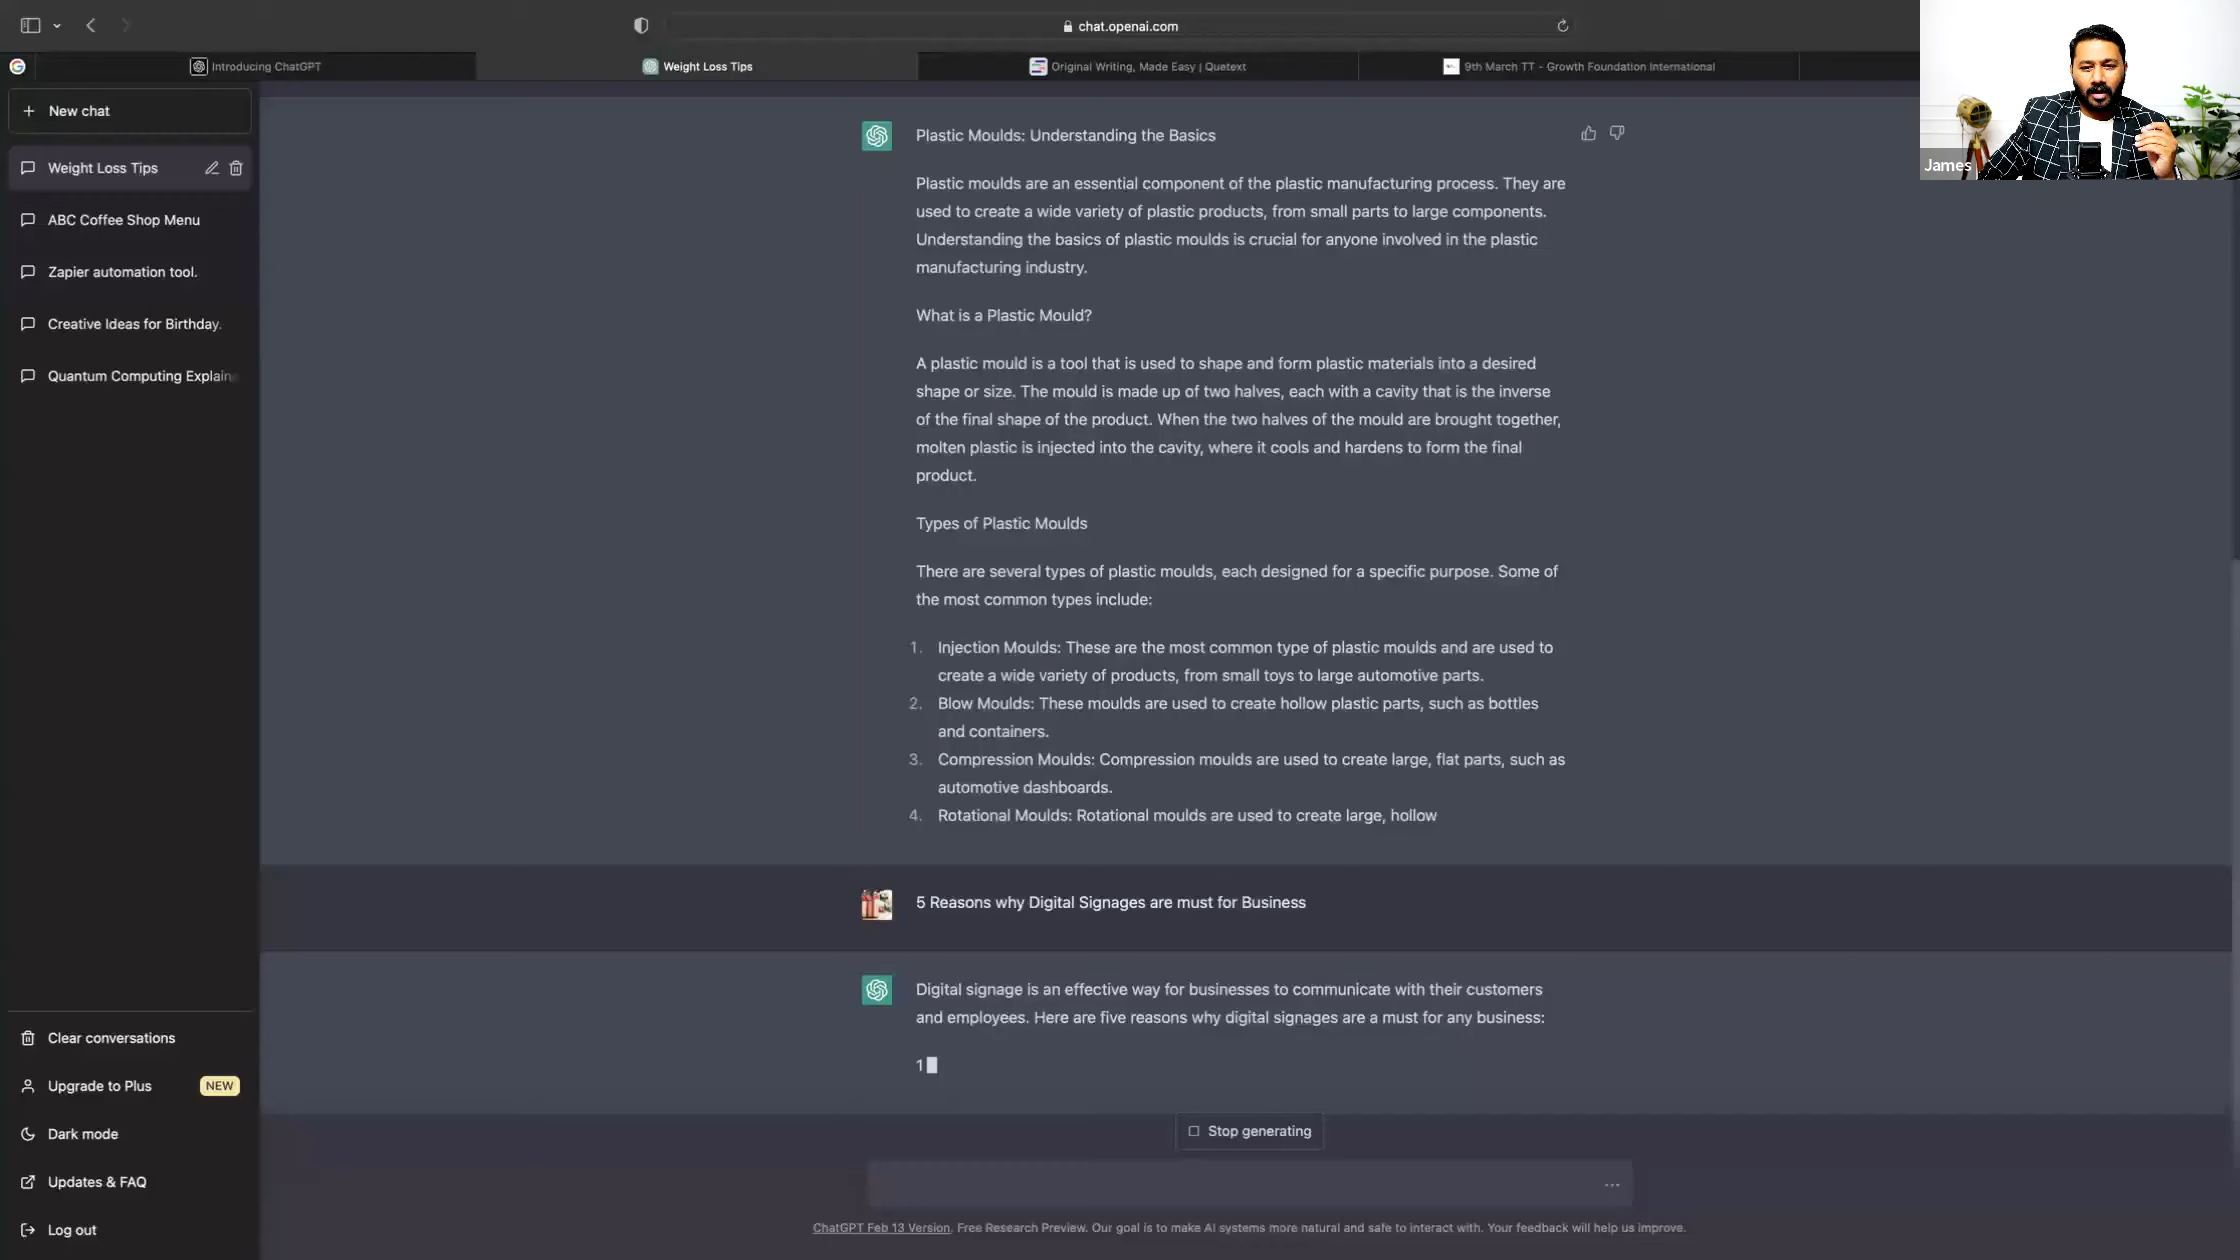 chat.openai.com
Introducing ChatGPT
Weight Loss Tips
Original Writing, Made Easy | Quetext
9th March TT - Growth Foundation International
James
New chat
Weight Loss Tips
ABC Coffee Shop Menu
Zapier automation tool.
Creative Ideas for Birthday.
Quantum Computing Explain
Clear conversations
Upgrade to Plus NEW
Dark mode
Updates & FAQ
Log out
Plastic Moulds: Understanding the Basics
Plastic moulds are an essential component of the plastic manufacturing process. They are
used to create a wide variety of plastic products, from small parts to large components.
Understanding the basics of plastic moulds is crucial for anyone involved in the plastic
manufacturing industry.
What is a Plastic Mould?
A plastic mould is a tool that is used to shape and form plastic materials into a desired
shape or size. The mould is made up of two halves, each with a cavity that is the inverse
of the final shape of the product. When the two halves of the mould are brought together,
molten plastic is injected into the cavity, where it cools and hardens to form the final
product.
Types of Plastic Moulds
There are several types of plastic moulds, each designed for a specific purpose. Some of
the most common types include:
1. Injection Moulds: These are the most common type of plastic moulds and are used to
create a wide variety of products, from small toys to large automotive parts.
2. Blow Moulds: These moulds are used to create hollow plastic parts, such as bottles
and containers.
3. Compression Moulds: Compression moulds are used to create large, flat parts, such as
automotive dashboards.
4. Rotational Moulds: Rotational moulds are used to create large, hollow
5 Reasons why Digital Signages are must for Business
Digital signage is an effective way for businesses to communicate with their customers
and employees. Here are five reasons why digital signages are a must for any business:
1
Stop generating
ChatGPT Feb 13 Version. Free Research Preview. Our goal is to make AI systems more natural and safe to interact with. Your feedback will help us improve.